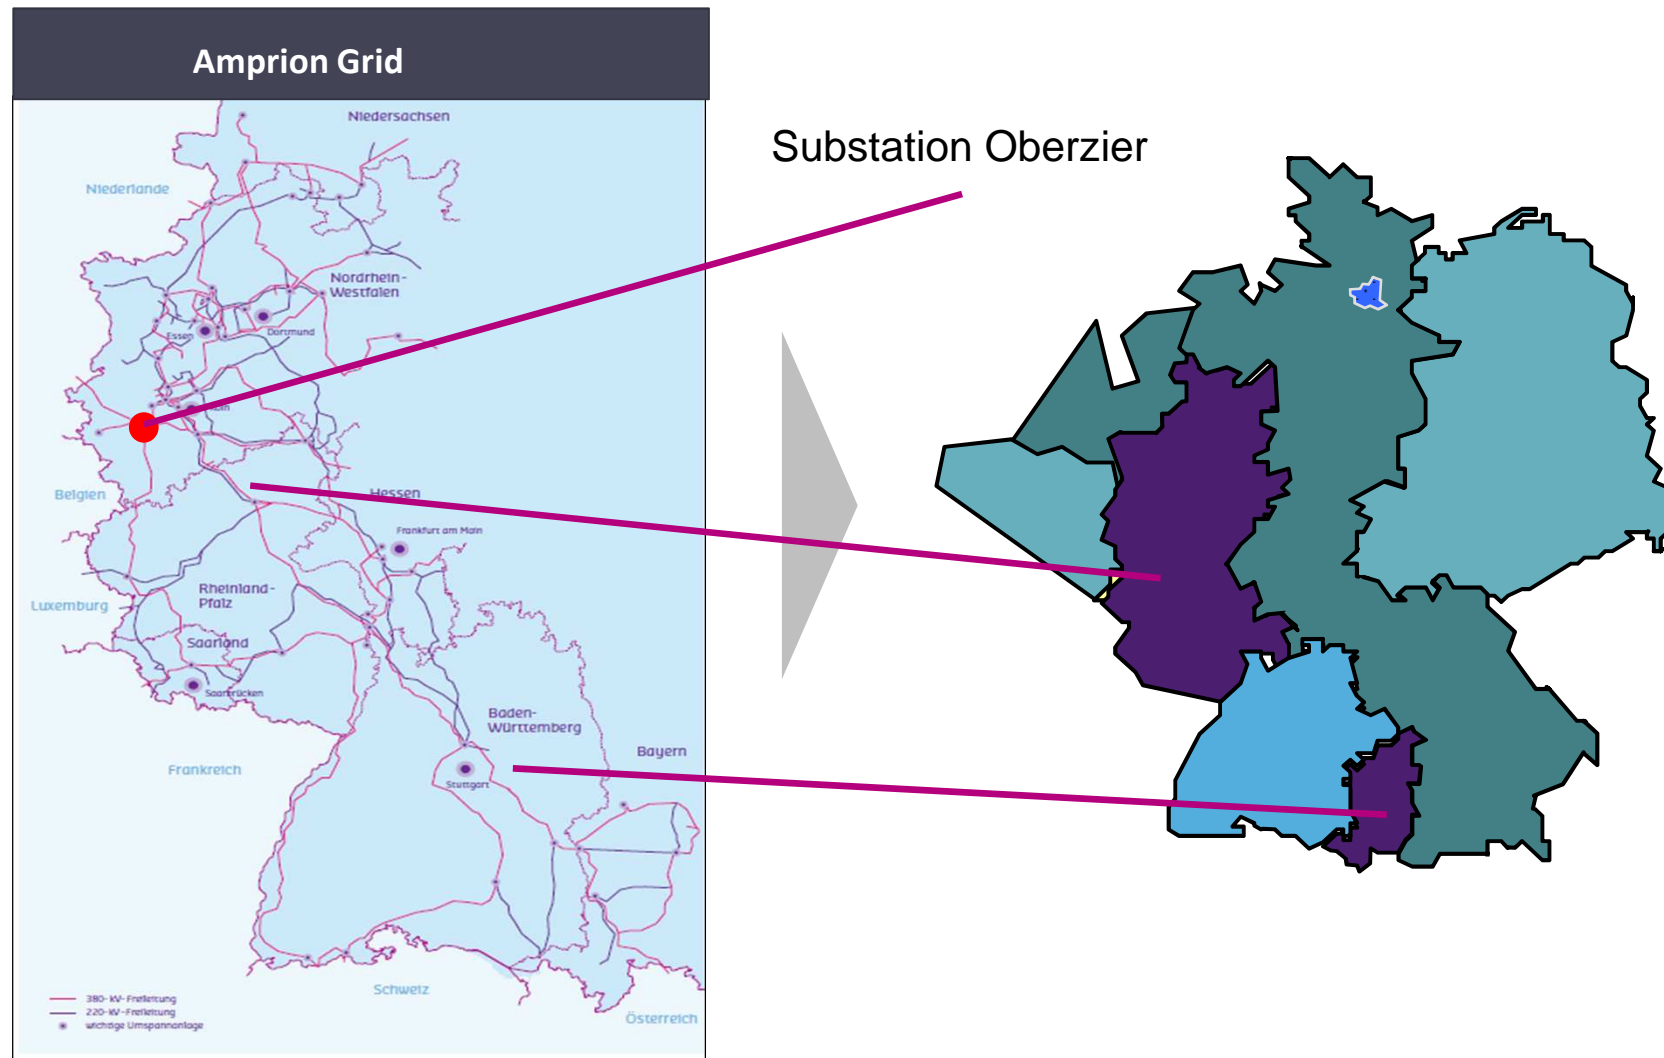 Amprion Grid
Substation Oberzier
Niedersachsen
Niederlande
Nordrhein-
Westfalen
Essen
Dortmund
Belgien
Hessen
Frankfurt am Main
Rheinland-
Pfalz
Luxemburg
Saarland
Saarbrücken
Baden-
Württemberg
Bayern
Frankreich
Stuttgart
Schweiz
380-kV-Freileitung
220-kV-Freileitung
wichtige Umspannanlage
Österreich